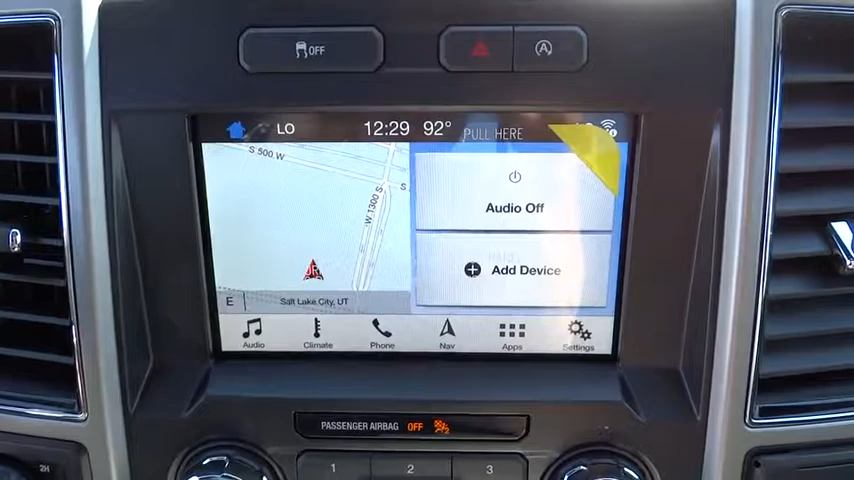 OFF
A
LO 12:29 92° PULL HERE
S 500 W
W 1300 S
Audio Off
Add Device
E Salt Lake City, UT
Audio Climate Phone Nav Apps Settings
PASSENGER AIRBAG OFF
2H 1 2 3